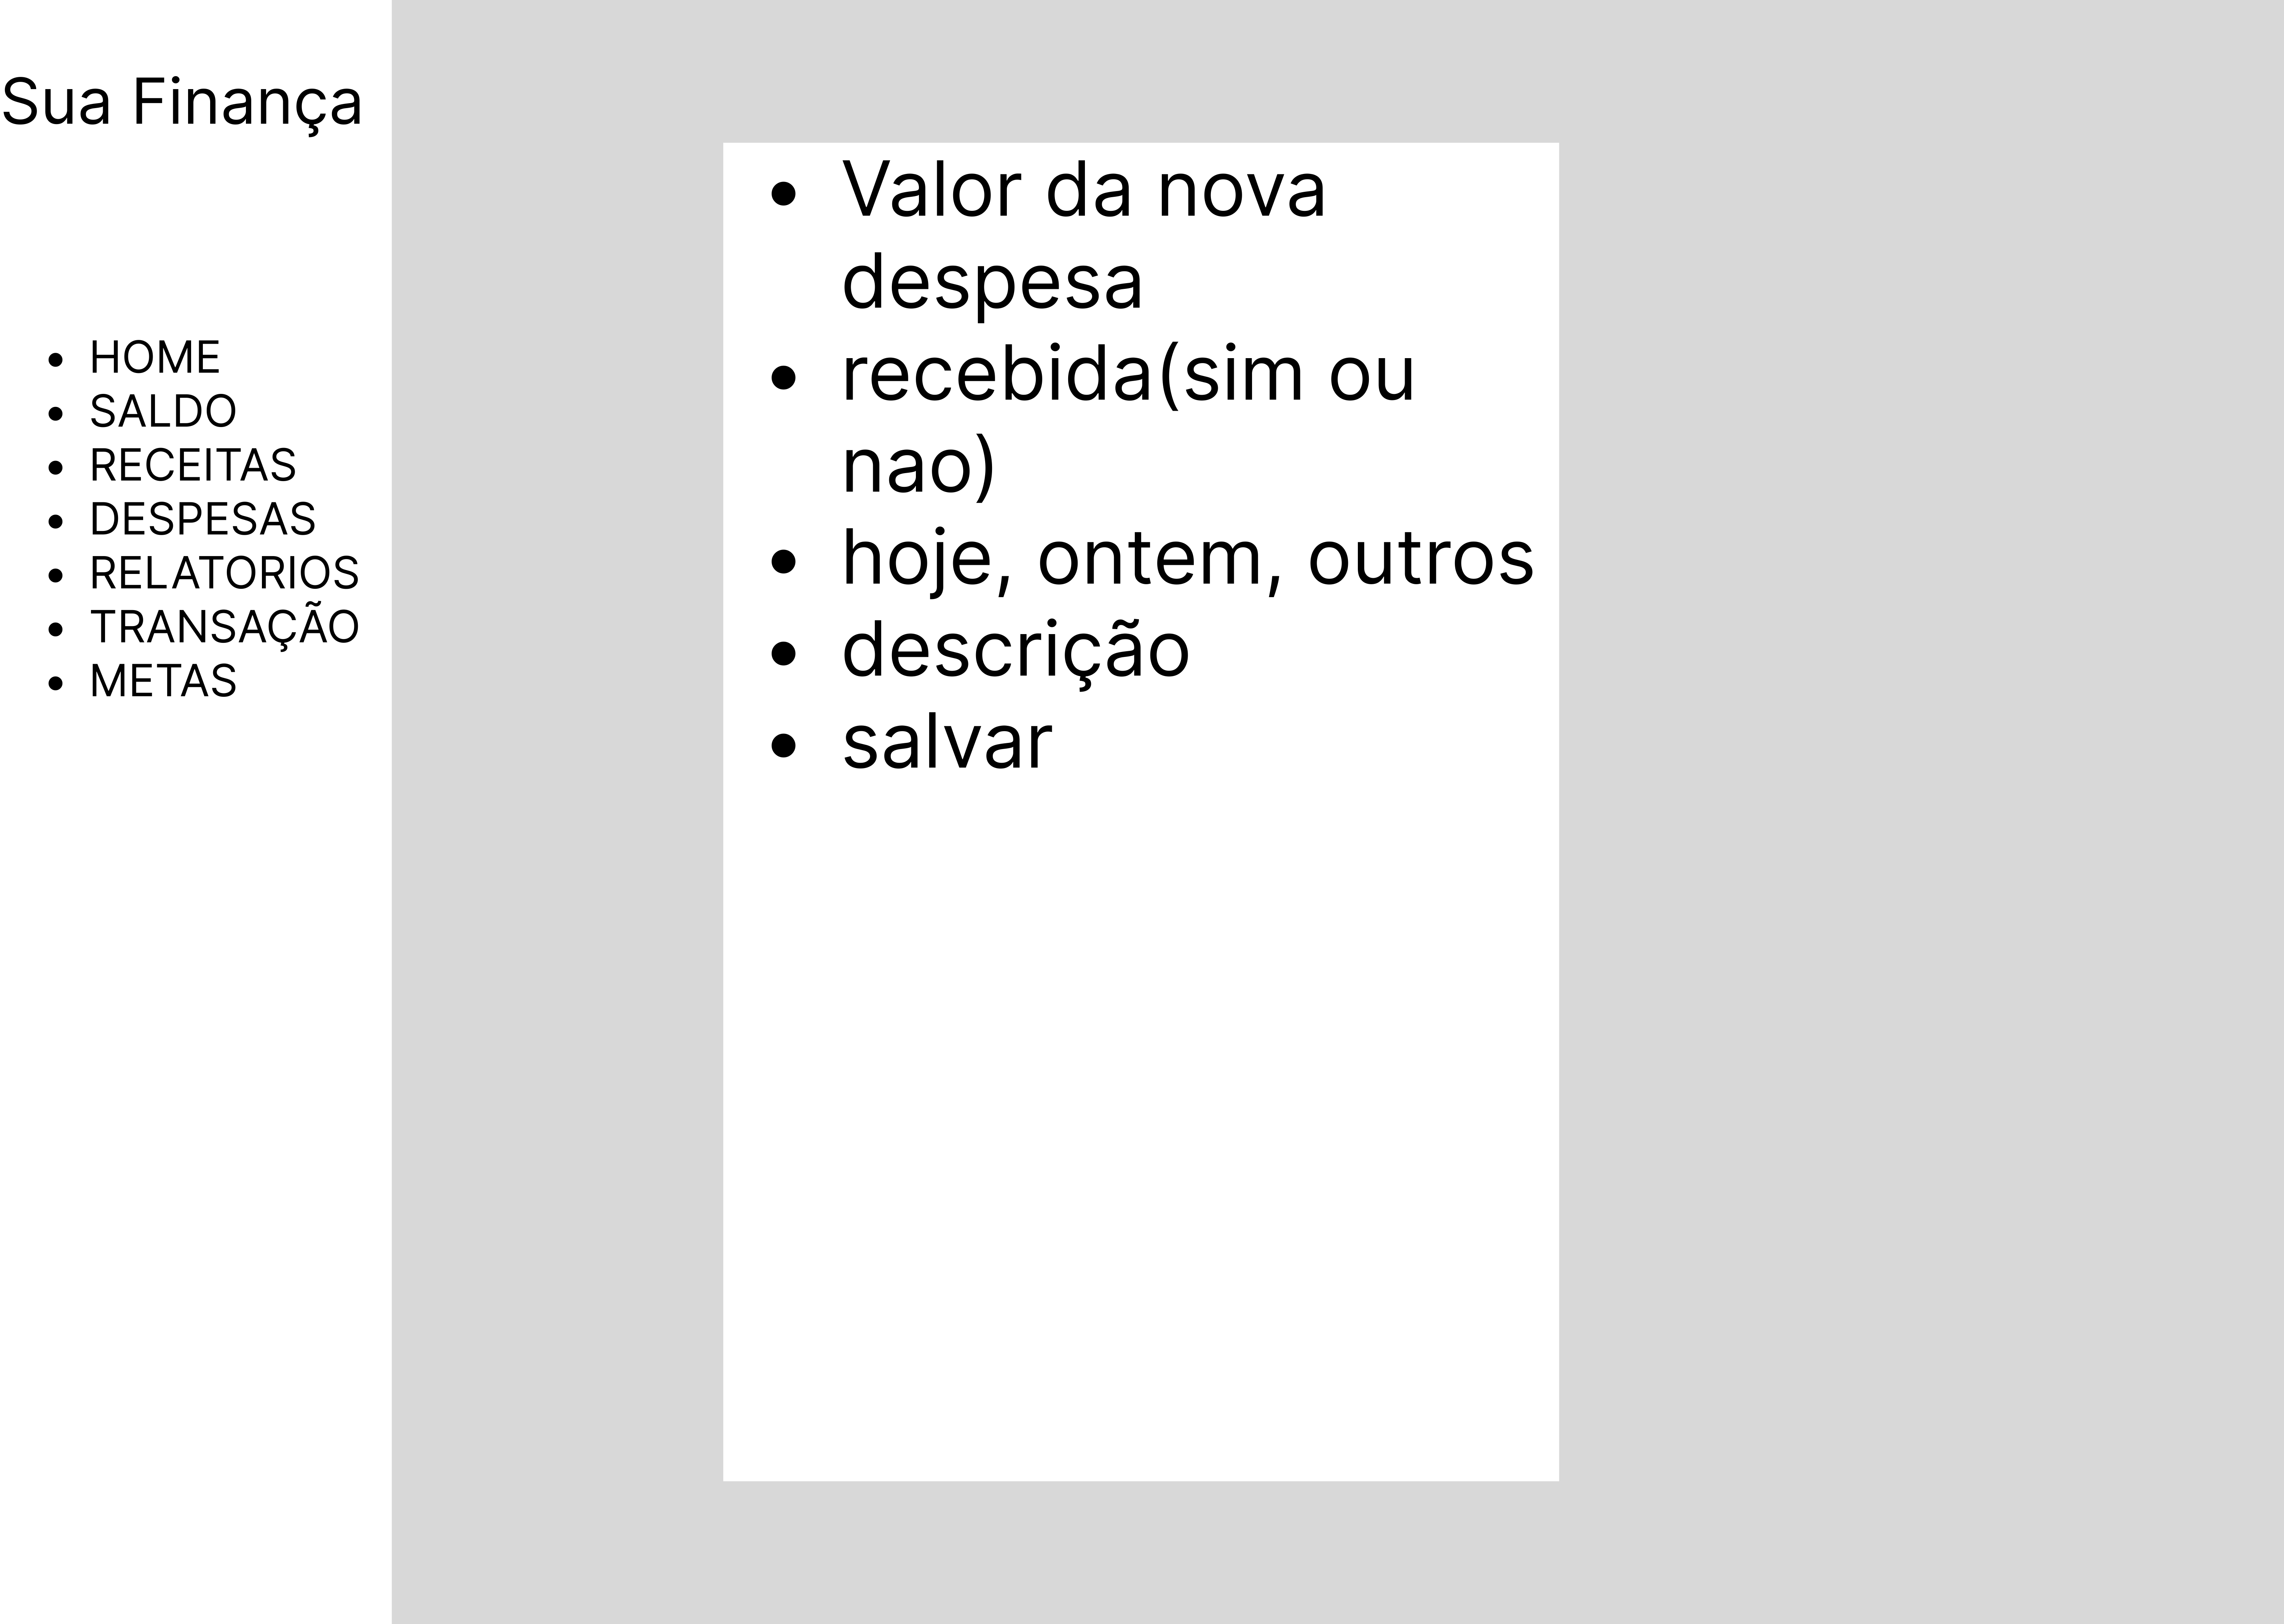 Sua Finança
• HOME
• SALDO
• RECEITAS
• DESPESAS
• RELATORIOS
• TRANSAÇÃO
• METAS
• Valor da nova
despesa
• recebida(sim ou
nao)
• hoje, ontem, outros
• descrição
• salvar